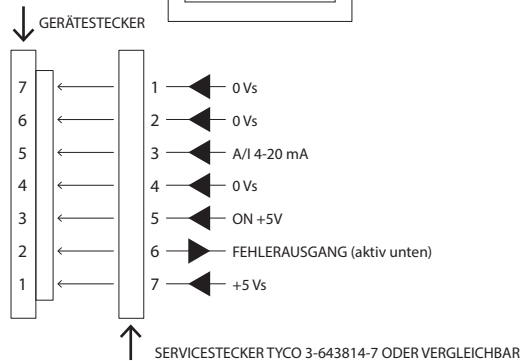 GERÄTESTECKER
7 1 0 Vs
6 2 0 Vs
5 3 A/I 4-20 mA
4 4 0 Vs
3 5 ON +5V
2 6 FEHLERAUSGANG (aktiv unten)
1 7 +5 Vs
SERVICESTECKER TYCO 3-643814-7 ODER VERGLEICHBAR